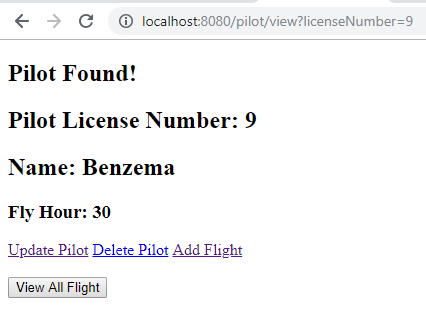 localhost:8080/pilot/view?licenseNumber=9
Pilot Found!
Pilot License Number: 9
Name: Benzema
Fly Hour: 30
Update Pilot Delete Pilot Add Flight
View All Flight